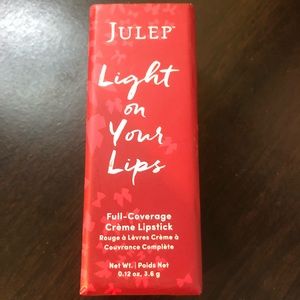 JULEP
Light
on
Your
Lips
Full-Coverage
Crème Lipstick
Rouge à Lèvres Crème à
Couvrance Complète
Net Wt. | Poids Net
0.12 oz, 3.6 g